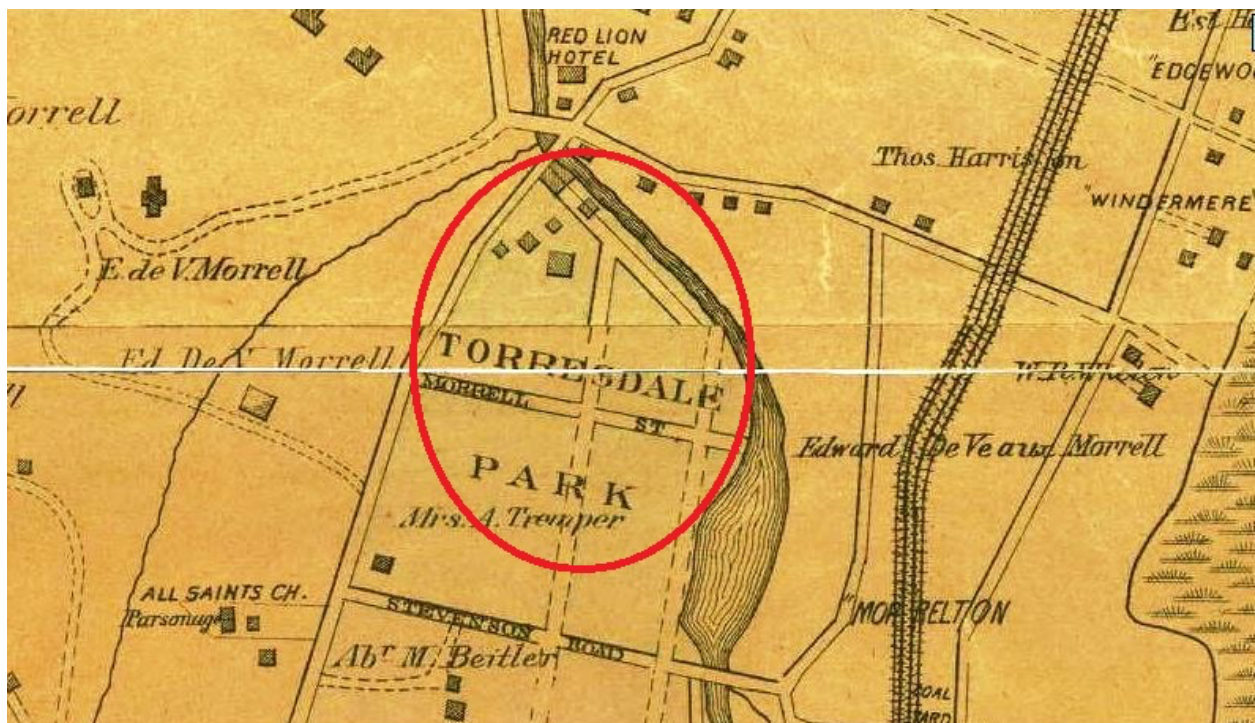 RED LION
HOTEL
Est H
"EDGEWO
orrell
Thos. Harrison
"WINDERMERE
E. de V. Morrell
Ed. De V. Morrell
TORRESDALE
MORRELL ST.
PARK
Mrs. A. Tremper
Edward De Veaux Morrell
ALL SAINTS CH.
Parsonage
STEVENSON ROAD
"MORRELTON
Abr M. Beitler
COAL
YARD